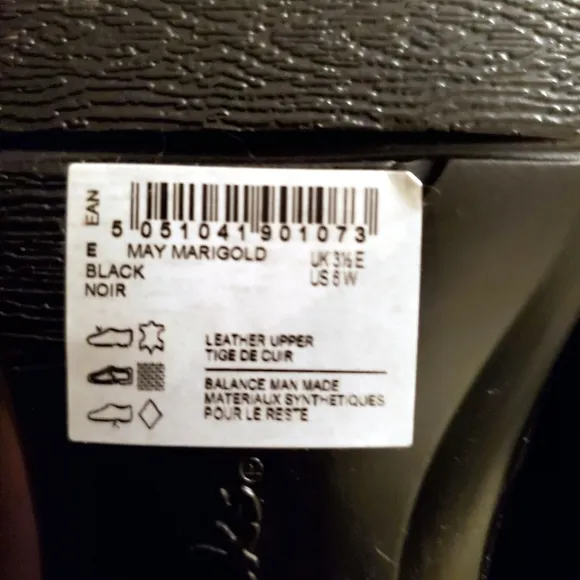 EAN
5 051041 901073
E MAY MARIGOLD UK 3½ E
BLACK US 6 W
NOIR
LEATHER UPPER
TIGE DE CUIR
BALANCE MAN MADE
MATERIAUX SYNTHETIQUES
POUR LE RESTE